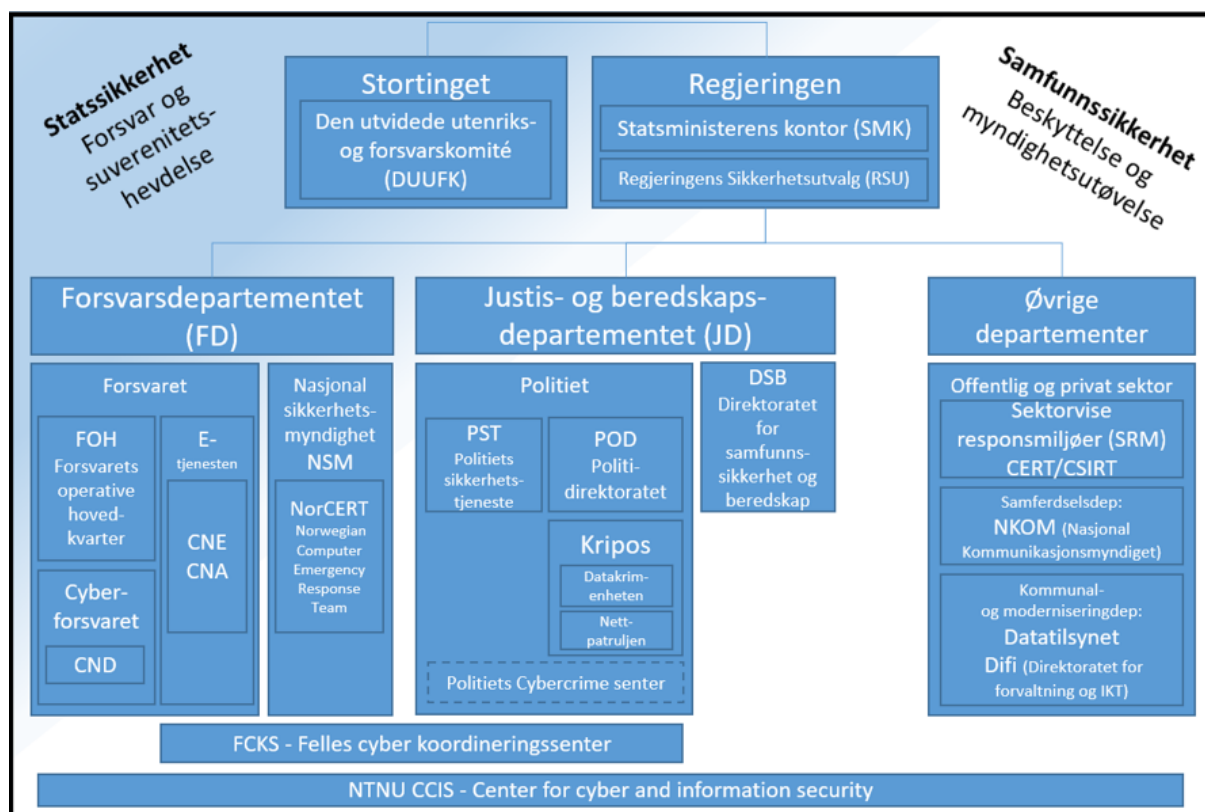 Statssikkerhet
Forsvar og
suverenitets-
hevdelse
Stortinget
Den utvidede utenriks-
og forsvarskomité
(DUUFK)
Regjeringen
Statsministerens kontor (SMK)
Regjeringens Sikkerhetsutvalg (RSU)
Samfunnssikkerhet
Beskyttelse og
myndighetsutøvelse
Forsvarsdepartementet
(FD)
Justis- og beredskaps-
departementet (JD)
Øvrige
departementer
Forsvaret
FOH
Forsvarets
operative
hoved-
kvarter
Cyber-
forsvaret
CND
E-
tjenesten
CNE
CNA
Nasjonal
sikkerhets-
myndighet
NSM
NorCERT
Norwegian
Computer
Emergency
Response
Team
Politiet
PST
Politiets
sikkerhets-
tjeneste
POD
Politi-
direktoratet
Kripos
Datakrim-
enheten
Nett-
patruljen
Politiets Cybercrime senter
DSB
Direktoratet
for
samfunns-
sikkerhet og
beredskap
Offentlig og privat sektor
Sektorvise
responsmiljøer (SRM)
CERT/CSIRT
Samferdselsdep:
NKOM (Nasjonal
Kommunikasjonsmyndiget)
Kommunal-
og moderniseringdep:
Datatilsynet
Difi (Direktoratet for
forvaltning og IKT)
FCKS - Felles cyber koordineringssenter
NTNU CCIS - Center for cyber and information security